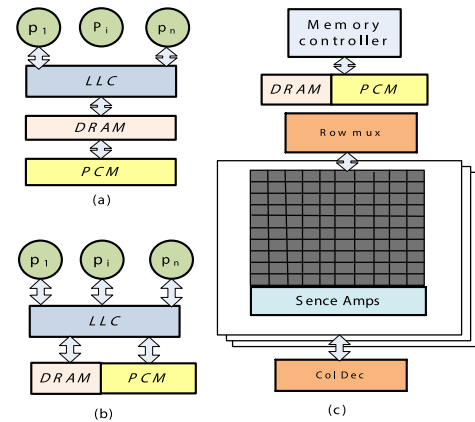 p1 Pi pn
LLC
DRAM
PCM
(a)
p1 pi pn
LLC
DRAM PCM
(b)
Memory
controller
DRAM PCM
Row mux
Sence Amps
Col Dec
(c)